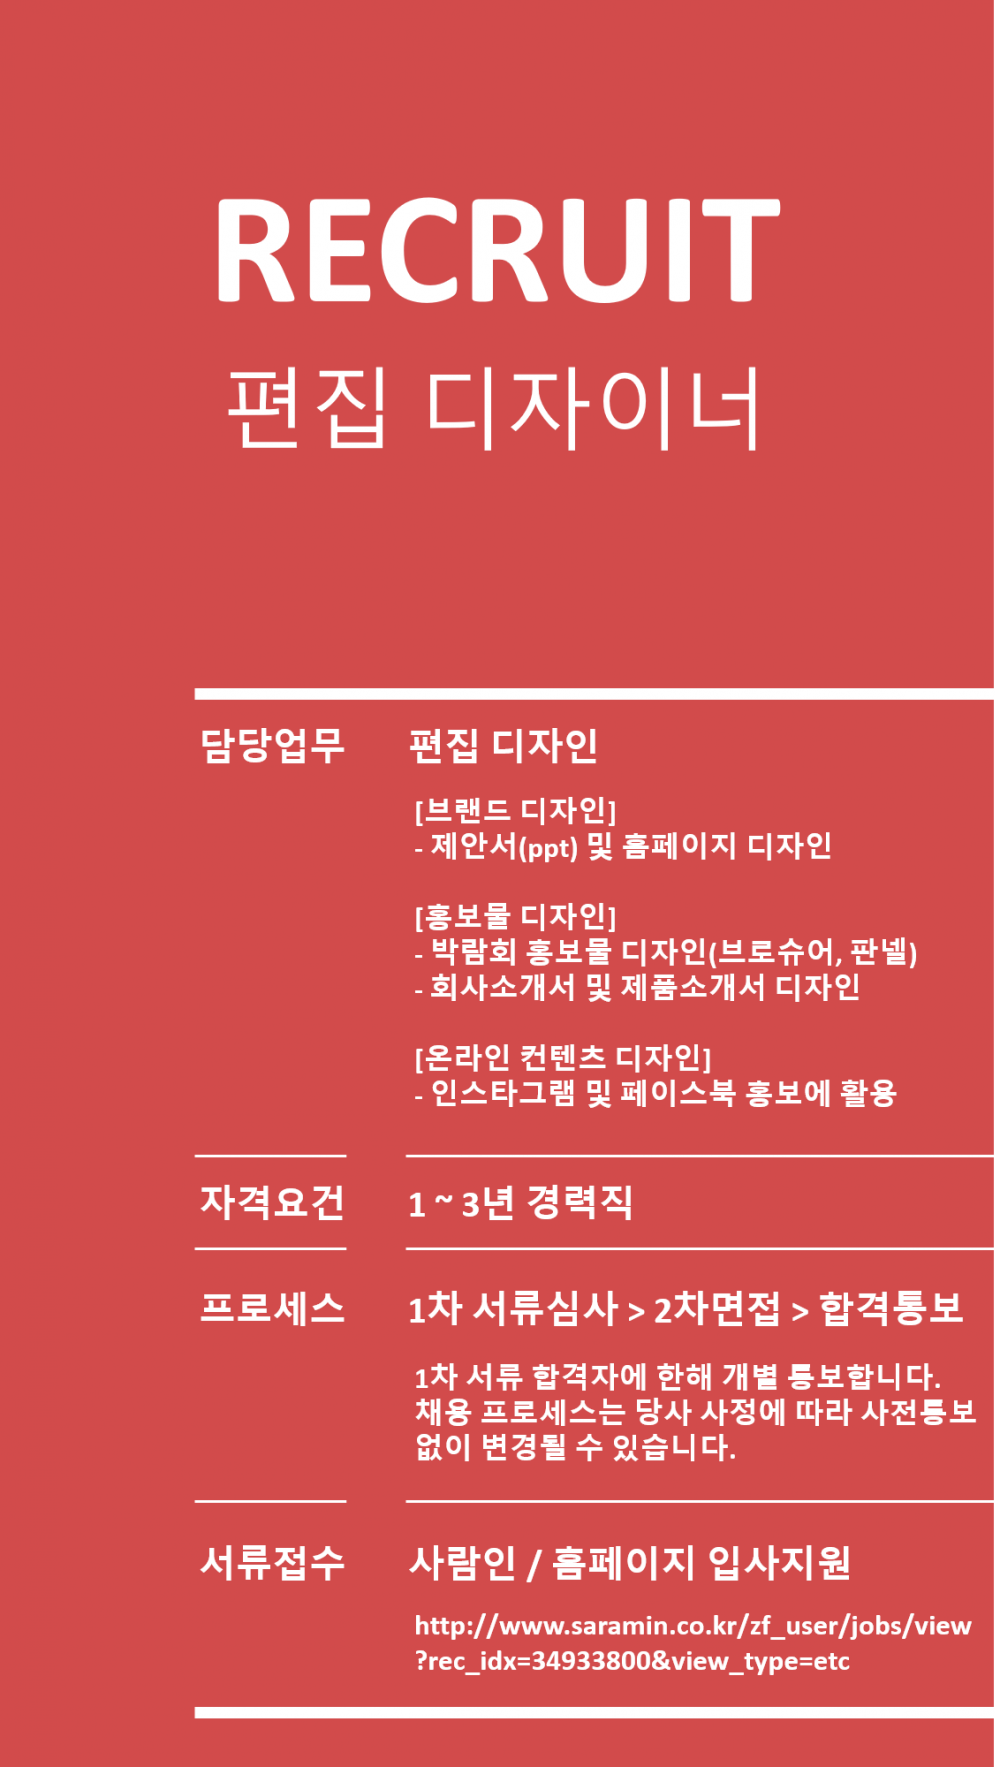 RECRUIT
편집 디자이너
담당업무 편집 디자인
[브랜드 디자인]
- 제안서(ppt) 및 홈페이지 디자인
[홍보물 디자인]
- 박람회 홍보물 디자인(브로슈어, 판넬)
- 회사소개서 및 제품소개서 디자인
[온라인 컨텐츠 디자인]
- 인스타그램 및 페이스북 홍보에 활용
자격요건 1 ~ 3년 경력직
프로세스 1차 서류심사 > 2차면접 > 합격통보
1차 서류 합격자에 한해 개별 통보합니다.
채용 프로세스는 당사 사정에 따라 사전통보
없이 변경될 수 있습니다.
서류접수 사람인 / 홈페이지 입사지원
http://www.saramin.co.kr/zf_user/jobs/view
?rec_idx=34933800&view_type=etc